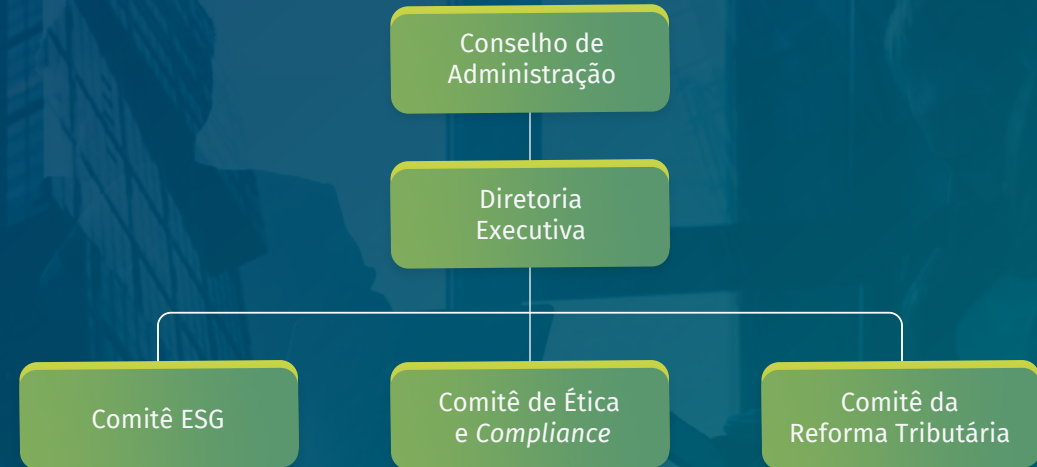 Conselho de
Administração
Diretoria
Executiva
Comitê ESG
Comitê de Ética
e Compliance
Comitê da
Reforma Tributária